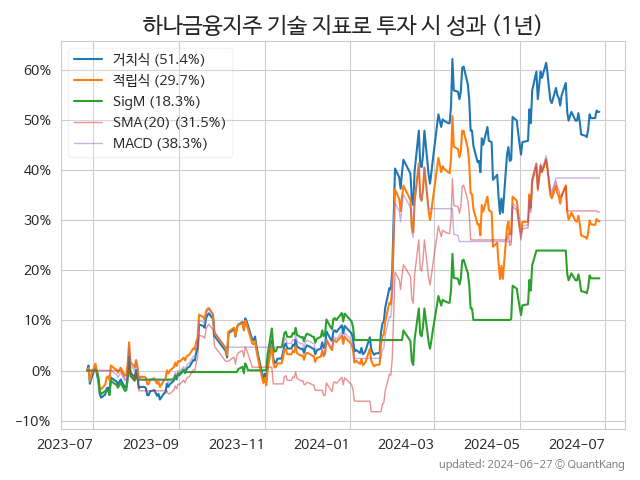 하나금융지주 기술 지표로 투자 시 성과 (1년)
거치식 (51.4%)
적립식 (29.7%)
SigM (18.3%)
SMA(20) (31.5%)
MACD (38.3%)
60%
50%
40%
30%
20%
10%
0%
−10%
2023-07 2023-09 2023-11 2024-01 2024-03 2024-05 2024-07
updated: 2024-06-27 © QuantKang